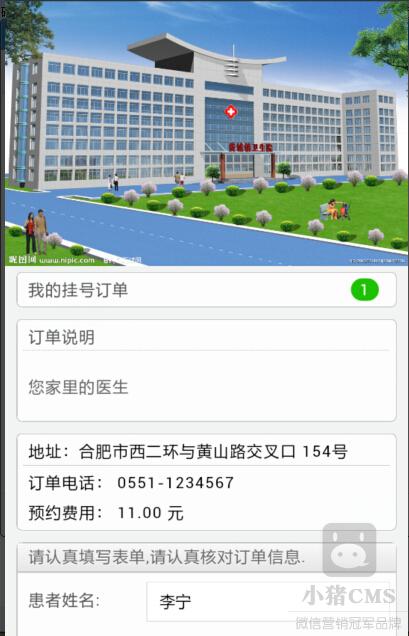 卫生院
昵图网 www.nipic.com
我的挂号订单 1
订单说明
您家里的医生
地址: 合肥市西二环与黄山路交叉口 154号
订单电话: 0551-1234567
预约费用: 11.00 元
请认真填写表单,请认真核对订单信息.
患者姓名: 李宁
小猪CMS
微信营销冠军品牌